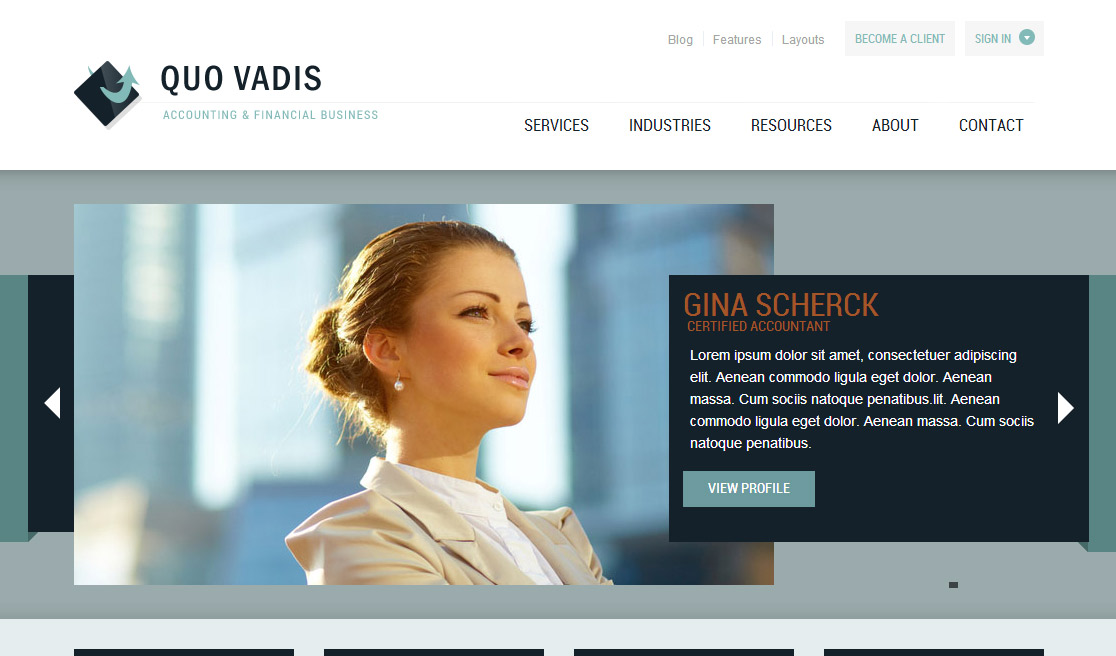 Blog
Features
Layouts
BECOME A CLIENT
SIGN IN
QUO VADIS
ACCOUNTING & FINANCIAL BUSINESS
SERVICES
INDUSTRIES
RESOURCES
ABOUT
CONTACT
GINA SCHERCK
CERTIFIED ACCOUNTANT
Lorem ipsum dolor sit amet, consectetuer adipiscing
elit. Aenean commodo ligula eget dolor. Aenean
massa. Cum sociis natoque penatibus.lit. Aenean
commodo ligula eget dolor. Aenean massa. Cum sociis
natoque penatibus.
VIEW PROFILE